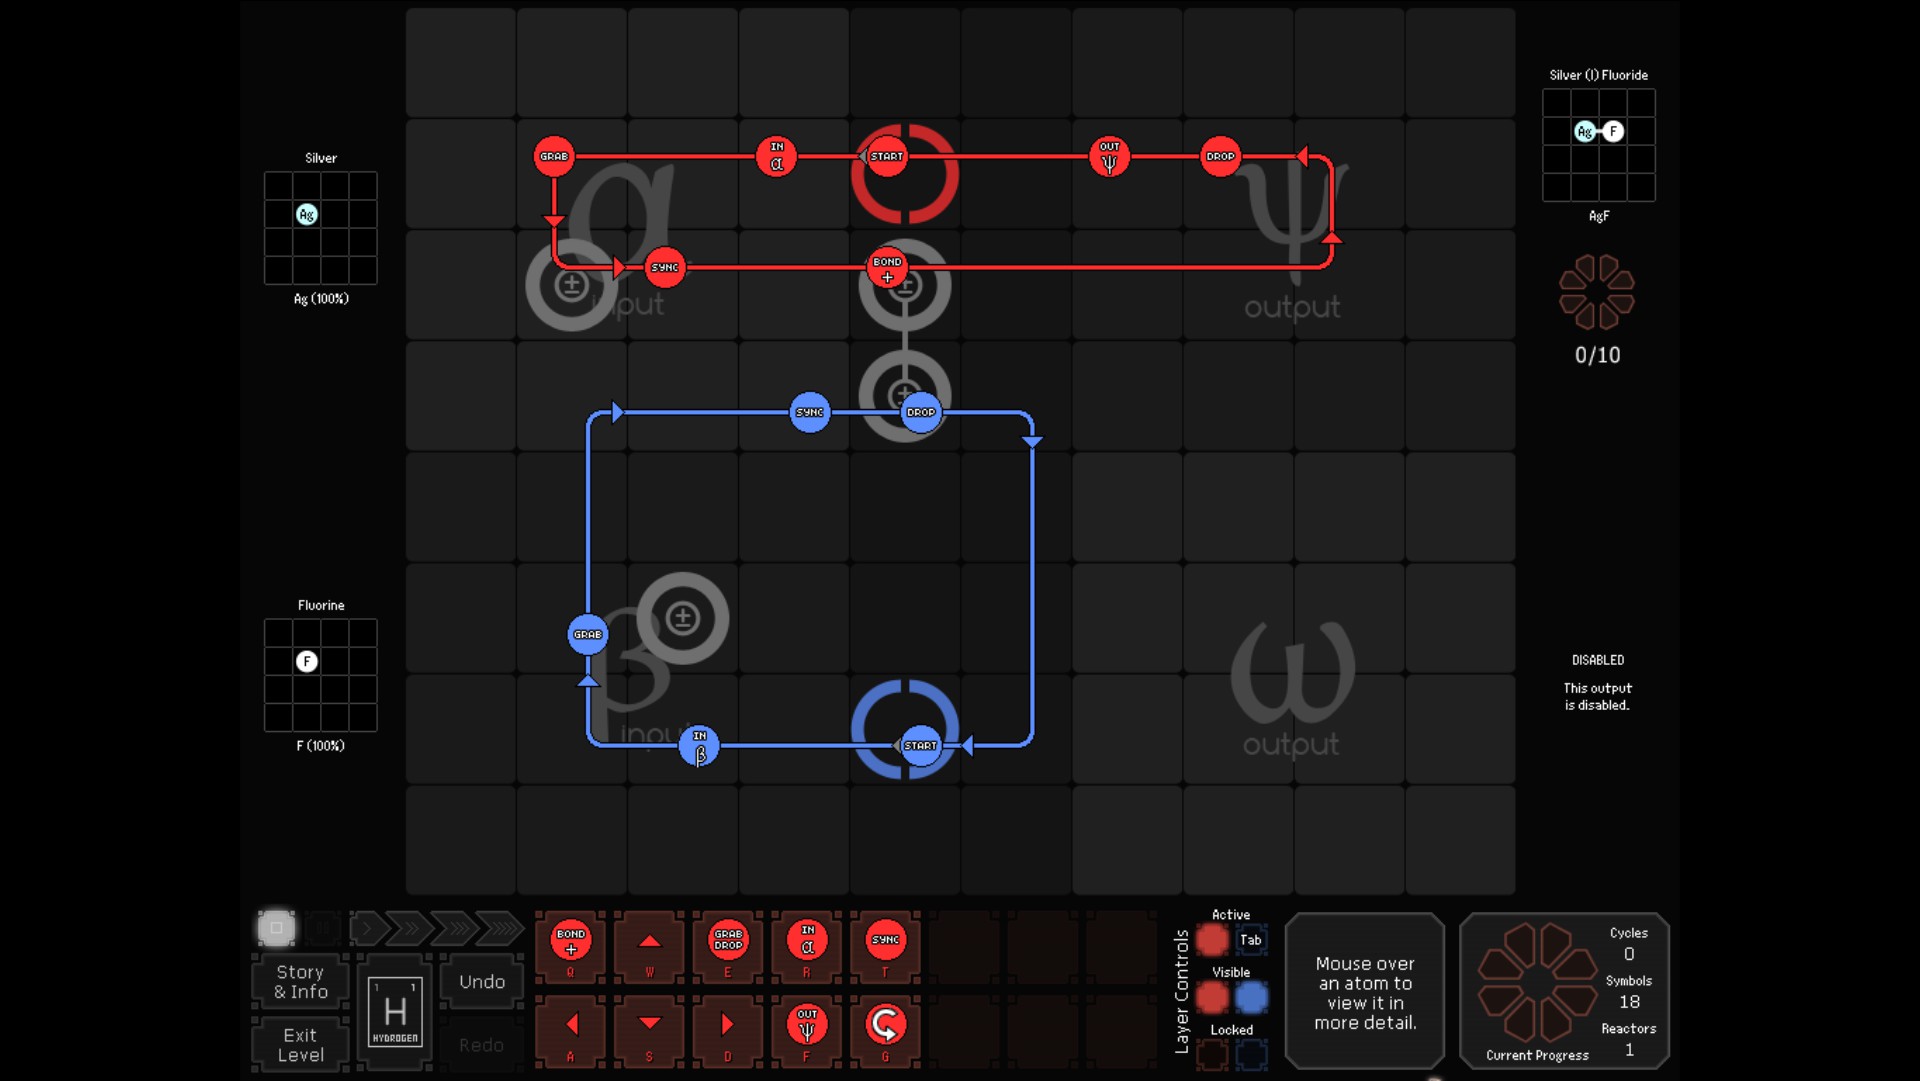 Silver (I) Fluoride
Ag F
AgF
0/10
Silver
Ag
Ag (100%)
GRAB
IN
α
START
OUT
ψ
DROP
α
input
SYNC
BOND
+
ψ
output
SYNC
DROP
Fluorine
F
F (100%)
GRAB
β
input
IN
β
START
ω
output
DISABLED
This output
is disabled.
Story
& Info
Exit
Level
1 1
H
HYDROGEN
Undo
Redo
BOND
+
Q
W
GRAB
DROP
E
IN
α
R
SYNC
T
A
S
D
OUT
ψ
F
G
Layer Controls
Active
Tab
Visible
Locked
Mouse over
an atom to
view it in
more detail.
Cycles
0
Symbols
18
Reactors
1
Current Progress